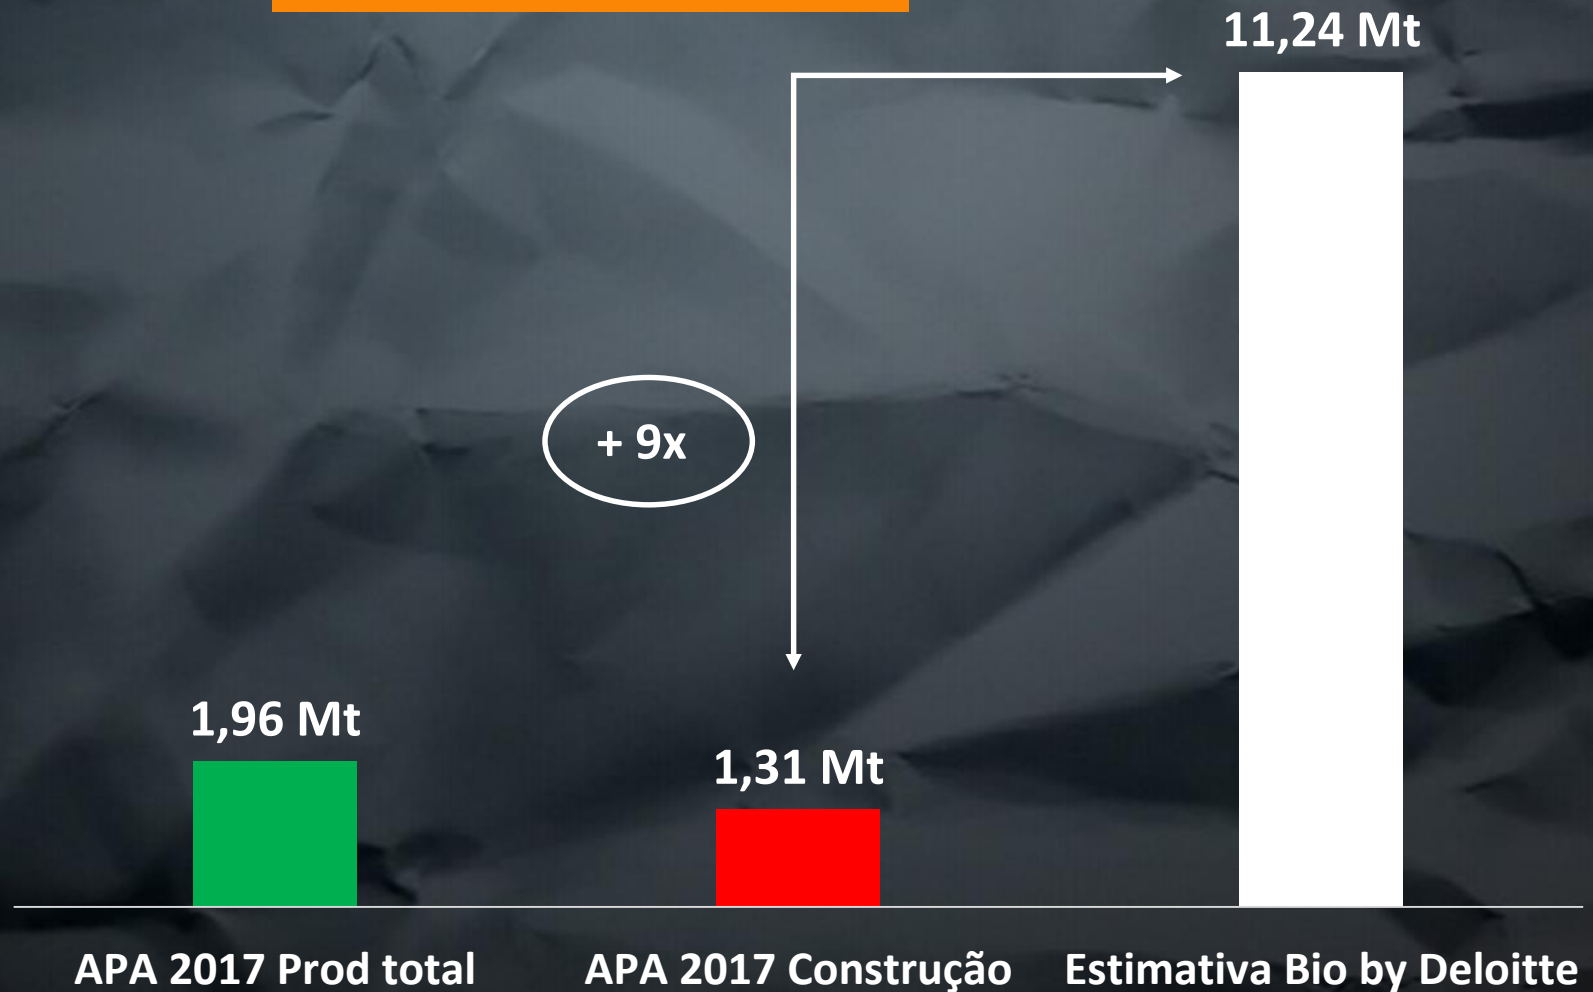 11,24 Mt
+ 9x
1,96 Mt
1,31 Mt
APA 2017 Prod total
APA 2017 Construção
Estimativa Bio by Deloitte